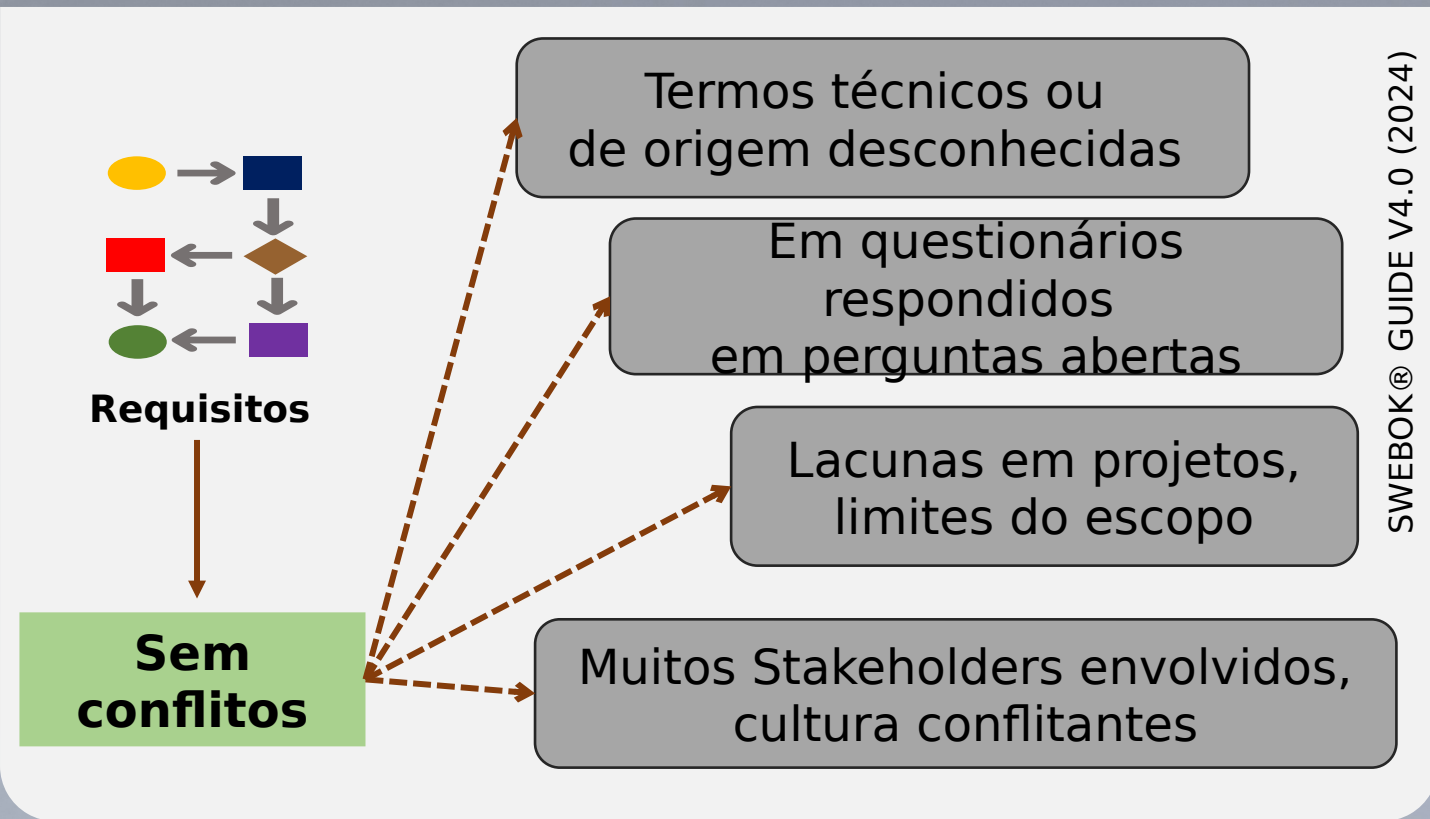 Termos técnicos ou
de origem desconhecidas
Em questionários
respondidos
em perguntas abertas
Requisitos
Lacunas em projetos,
limites do escopo
Sem
conflitos
Muitos Stakeholders envolvidos,
cultura conflitantes
SWEBOK® GUIDE V4.0 (2024)